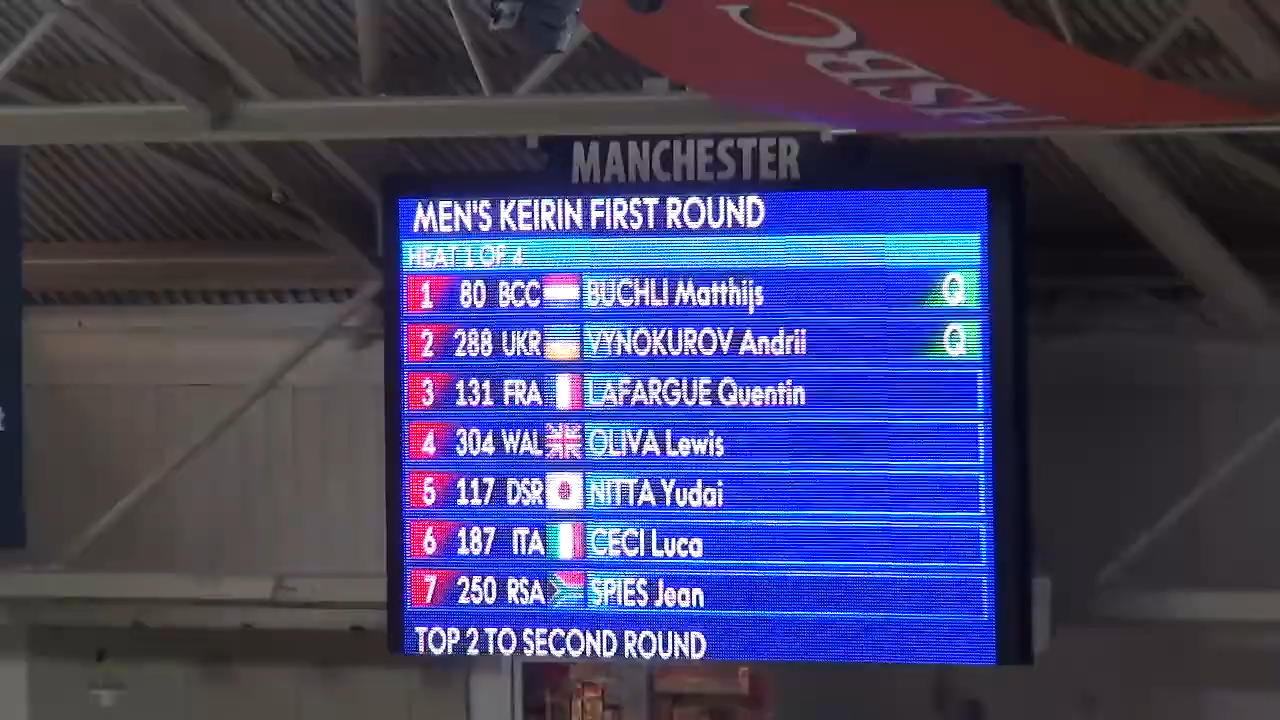 HSBC
MANCHESTER
MEN'S KEIRIN FIRST ROUND
HEAT 1 OF 4
1 80 BCC BUCHLI Matthijs Q
2 288 UKR VYNOKUROV Andrii Q
3 131 FRA LAFARGUE Quentin
4 304 WAL OLIVA Lewis
5 117 DSR NITTA Yudai
6 187 ITA CECI Luca
7 250 RSA SPIES Jean
TOP 2 TO SECOND ROUND